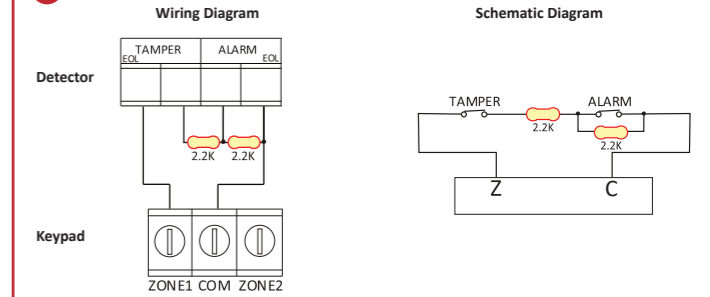 Wiring Diagram
Schematic Diagram
TAMPER ALARM
EOL EOL
Detector
2.2K 2.2K
Keypad
ZONE1 COM ZONE2
TAMPER ALARM
2.2K
2.2K
Z C